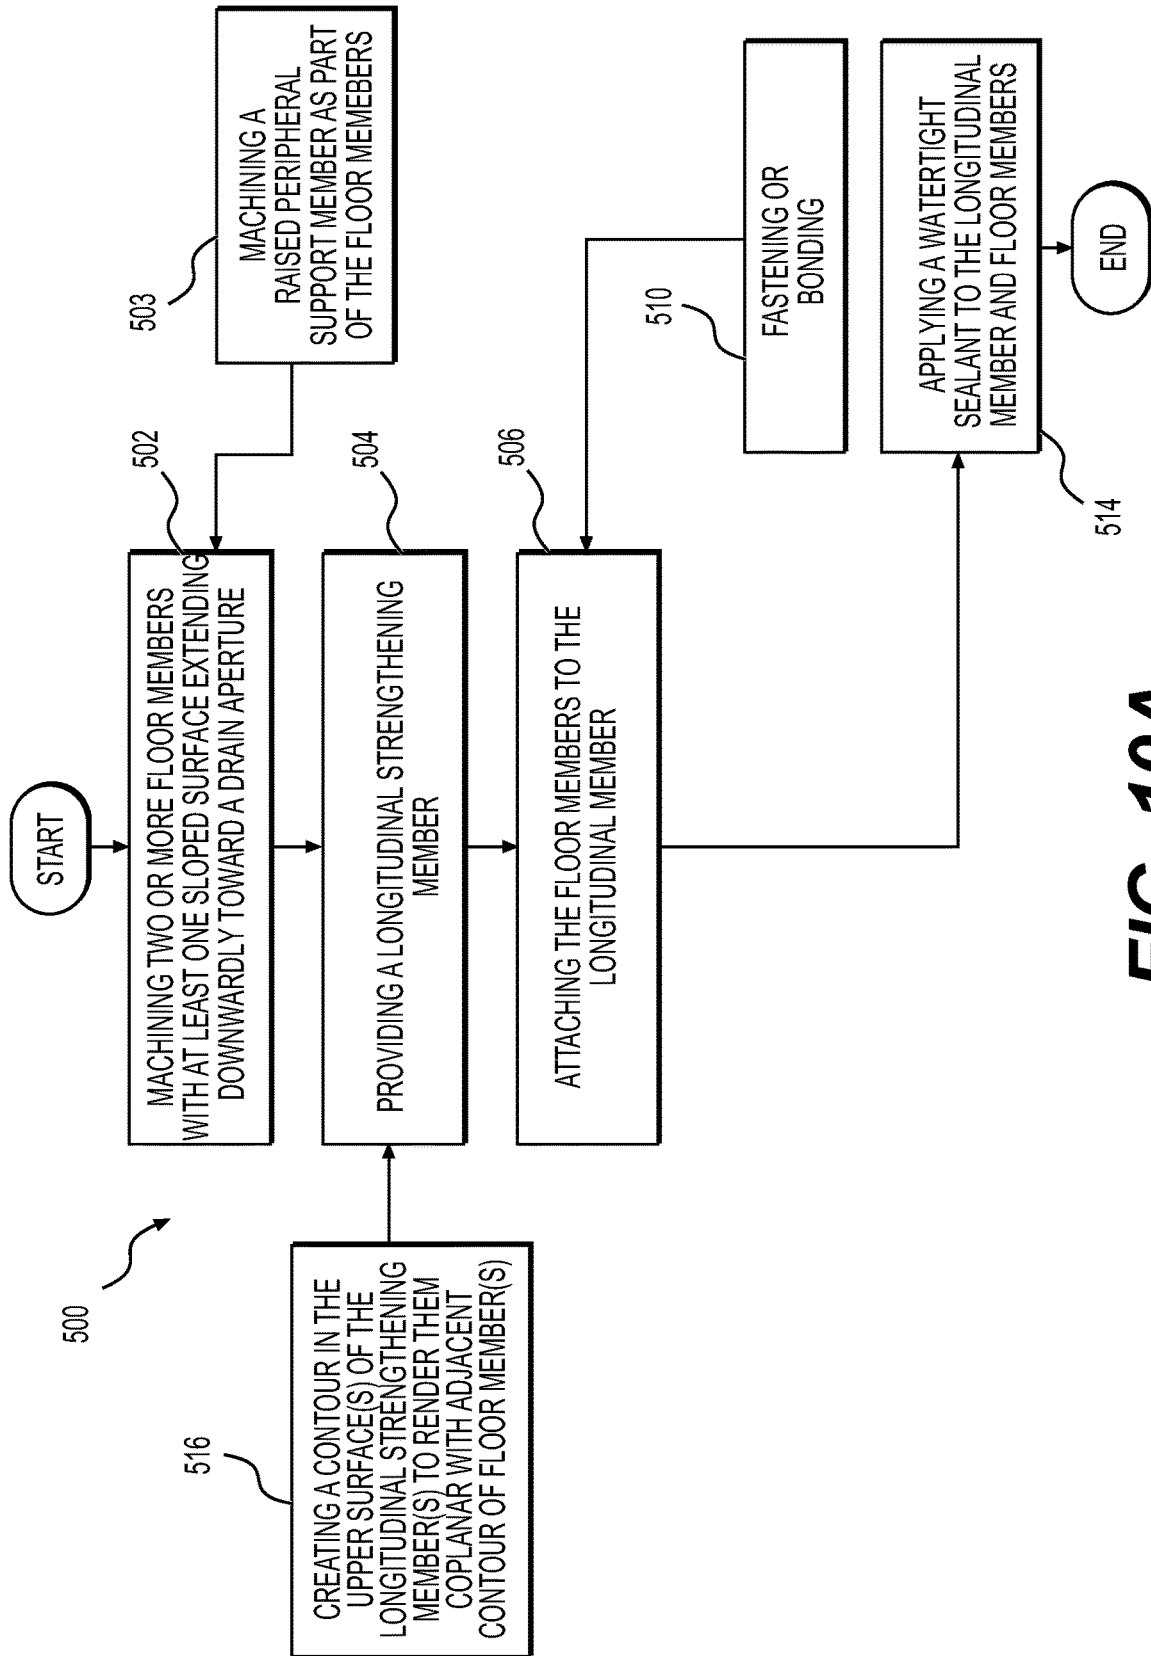 500
START
MACHINING TWO OR MORE FLOOR MEMBERS
WITH AT LEAST ONE SLOPED SURFACE EXTENDING
DOWNWARDLY TOWARD A DRAIN APERTURE
502
MACHINING A
RAISED PERIPHERAL
SUPPORT MEMBER AS PART
OF THE FLOOR MEMEBERS
503
CREATING A CONTOUR IN THE
UPPER SURFACE(S) OF THE
LONGITUDINAL STRENGTHENING
MEMBER(S) TO RENDER THEM
COPLANAR WITH ADJACENT
CONTOUR OF FLOOR MEMBER(S)
516
PROVIDING A LONGITUDINAL STRENGTHENING
MEMBER
504
ATTACHING THE FLOOR MEMBERS TO THE
LONGITUDINAL MEMBER
506
FASTENING OR
BONDING
510
APPLYING A WATERTIGHT
SEALANT TO THE LONGITUDINAL
MEMBER AND FLOOR MEMBERS
514
END